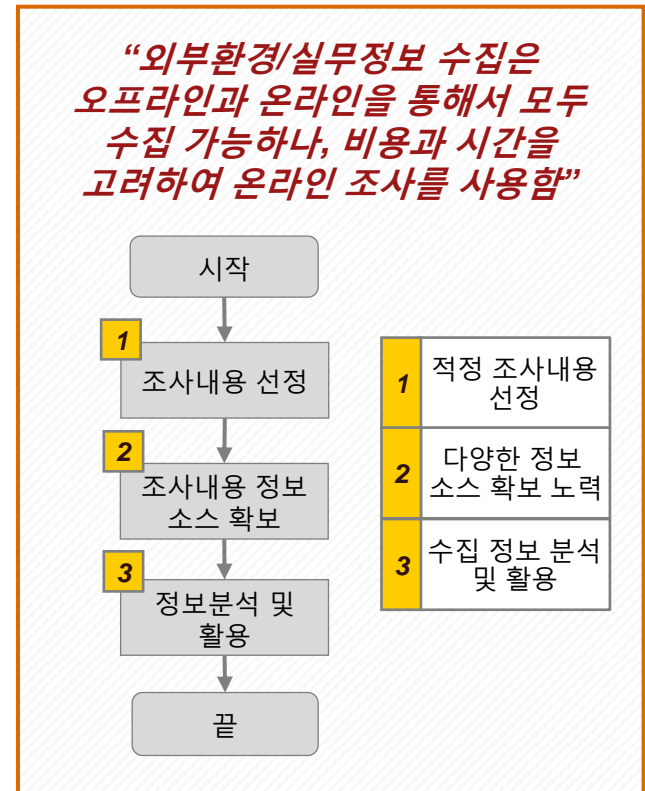 “외부환경/실무정보 수집은
오프라인과 온라인을 통해서 모두
수집 가능하나, 비용과 시간을
고려하여 온라인 조사를 사용함”
시작
1
조사내용 선정
2
조사내용 정보
소스 확보
3
정보분석 및
활용
끝
1
적정 조사내용
선정
2
다양한 정보
소스 확보 노력
3
수집 정보 분석
및 활용